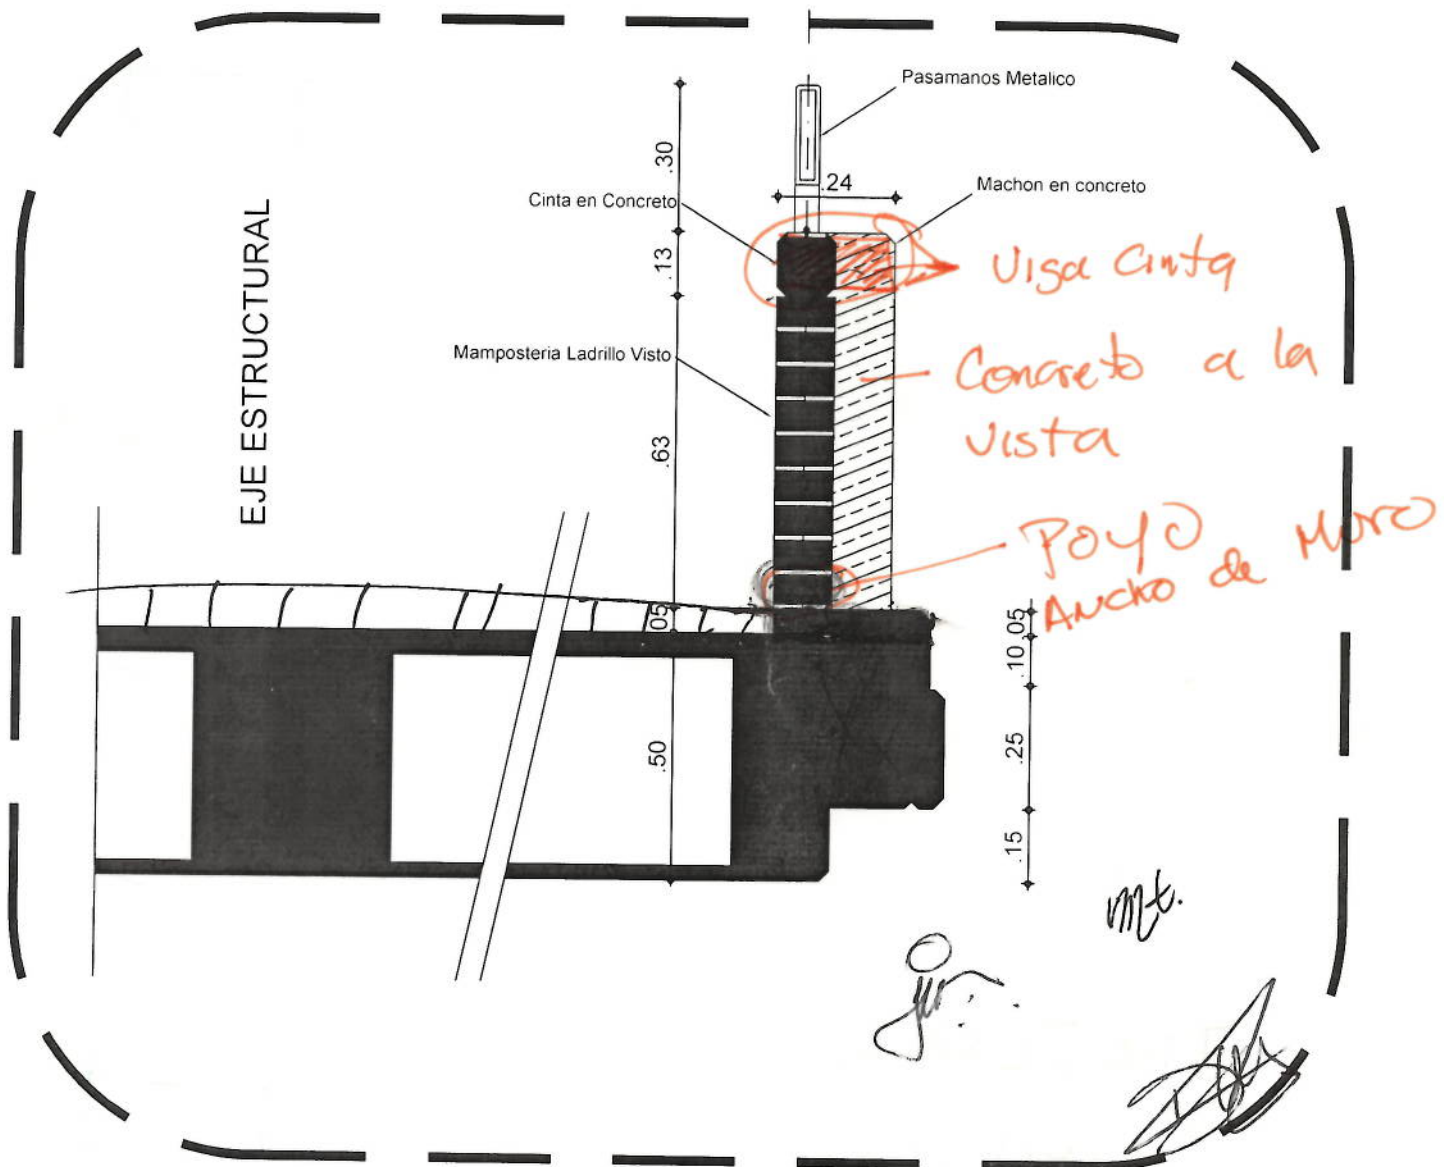 Pasamanos Metalico
.30
.24
Machon en concreto
Cinta en Concreto
EJE ESTRUCTURAL
.13
Viga Cinta
Mamposteria Ladrillo Visto
Concreto a la
vista
.63
Poyo
Ancho de Muro
.05
.05
.10
.50
.25
.15
mt.